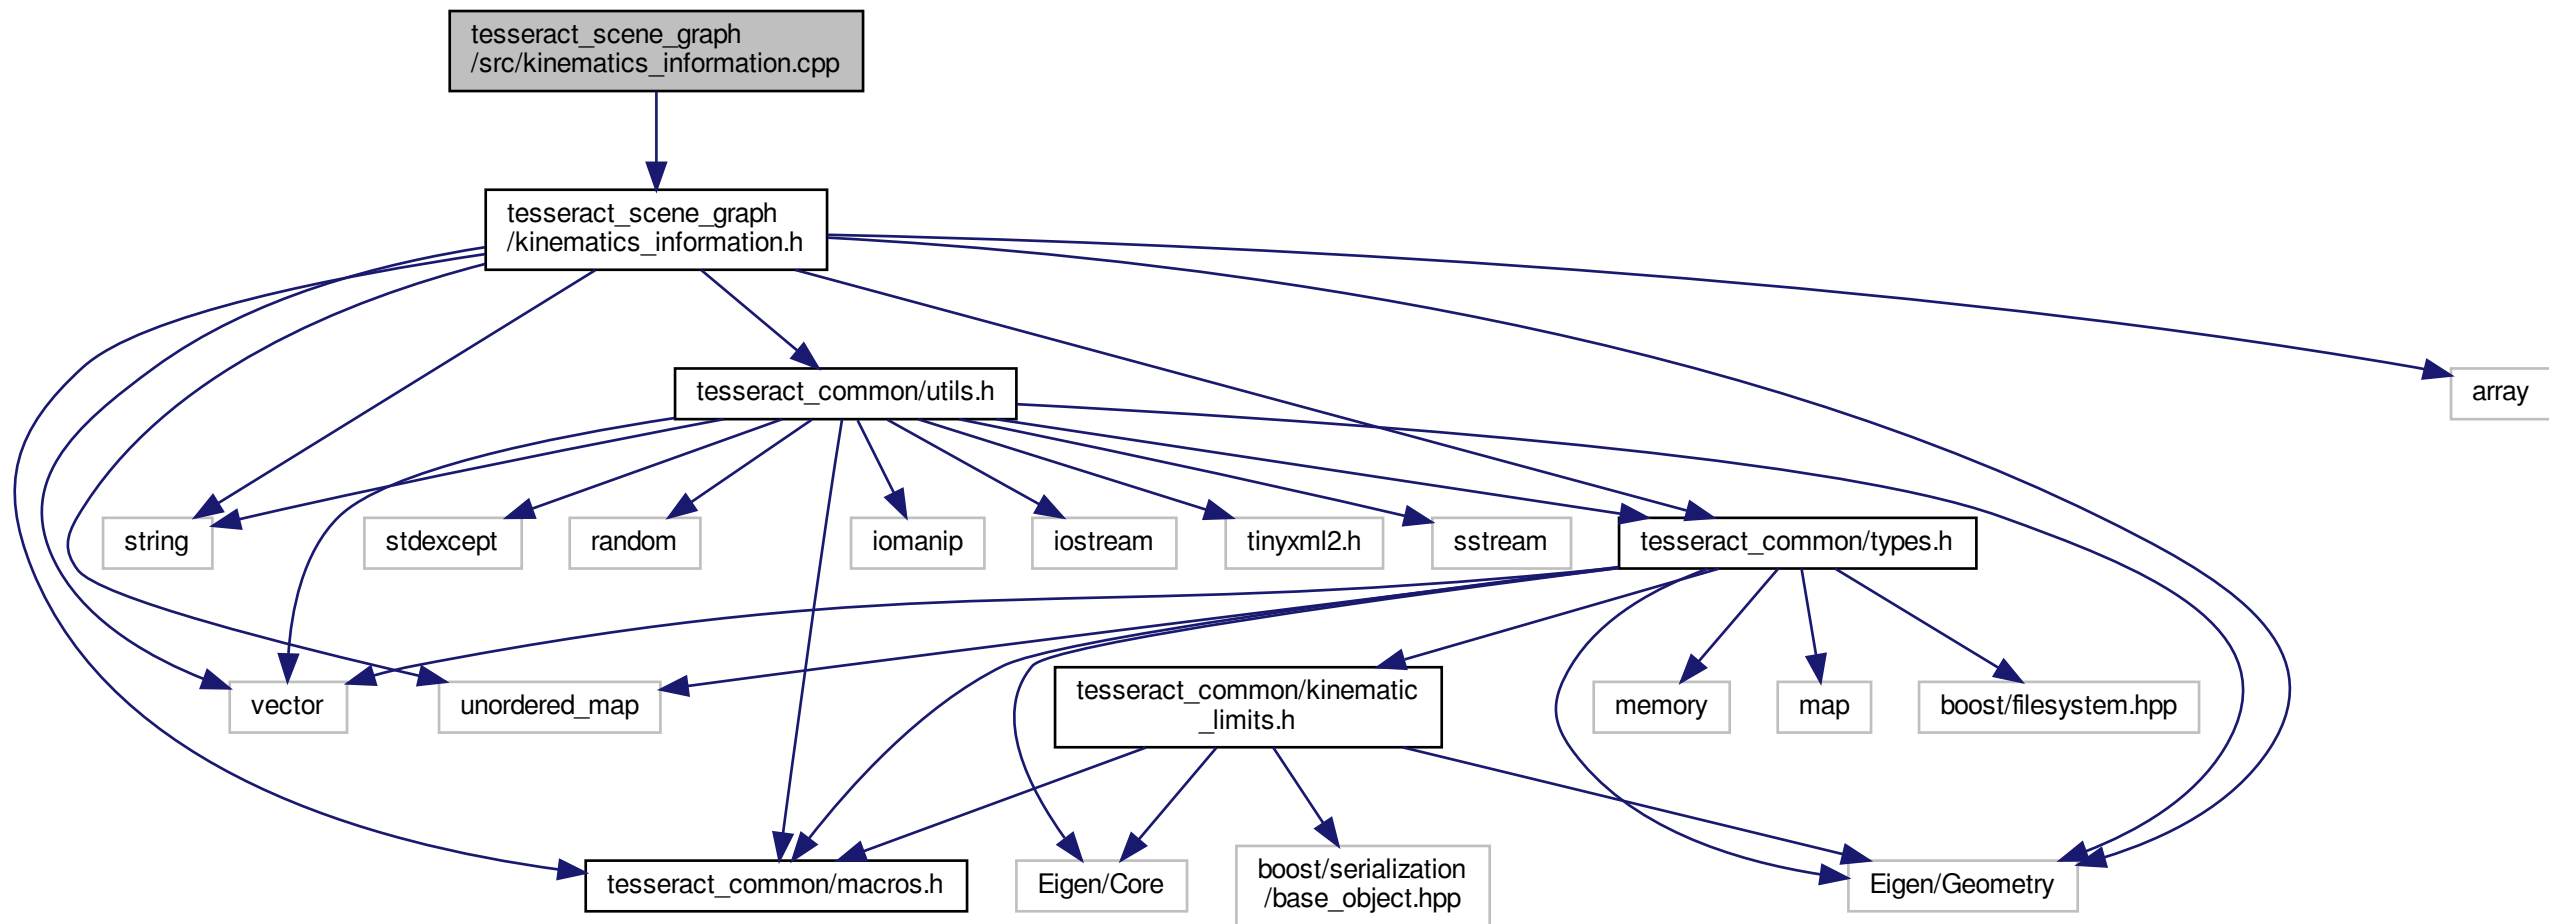 tesseract_scene_graph
/src/kinematics_information.cpp
tesseract_scene_graph
/kinematics_information.h
tesseract_common/utils.h
array
string
stdexcept
random
iomanip
iostream
tinyxml2.h
sstream
tesseract_common/types.h
vector
unordered_map
tesseract_common/kinematic
_limits.h
memory
map
boost/filesystem.hpp
tesseract_common/macros.h
Eigen/Core
boost/serialization
/base_object.hpp
Eigen/Geometry